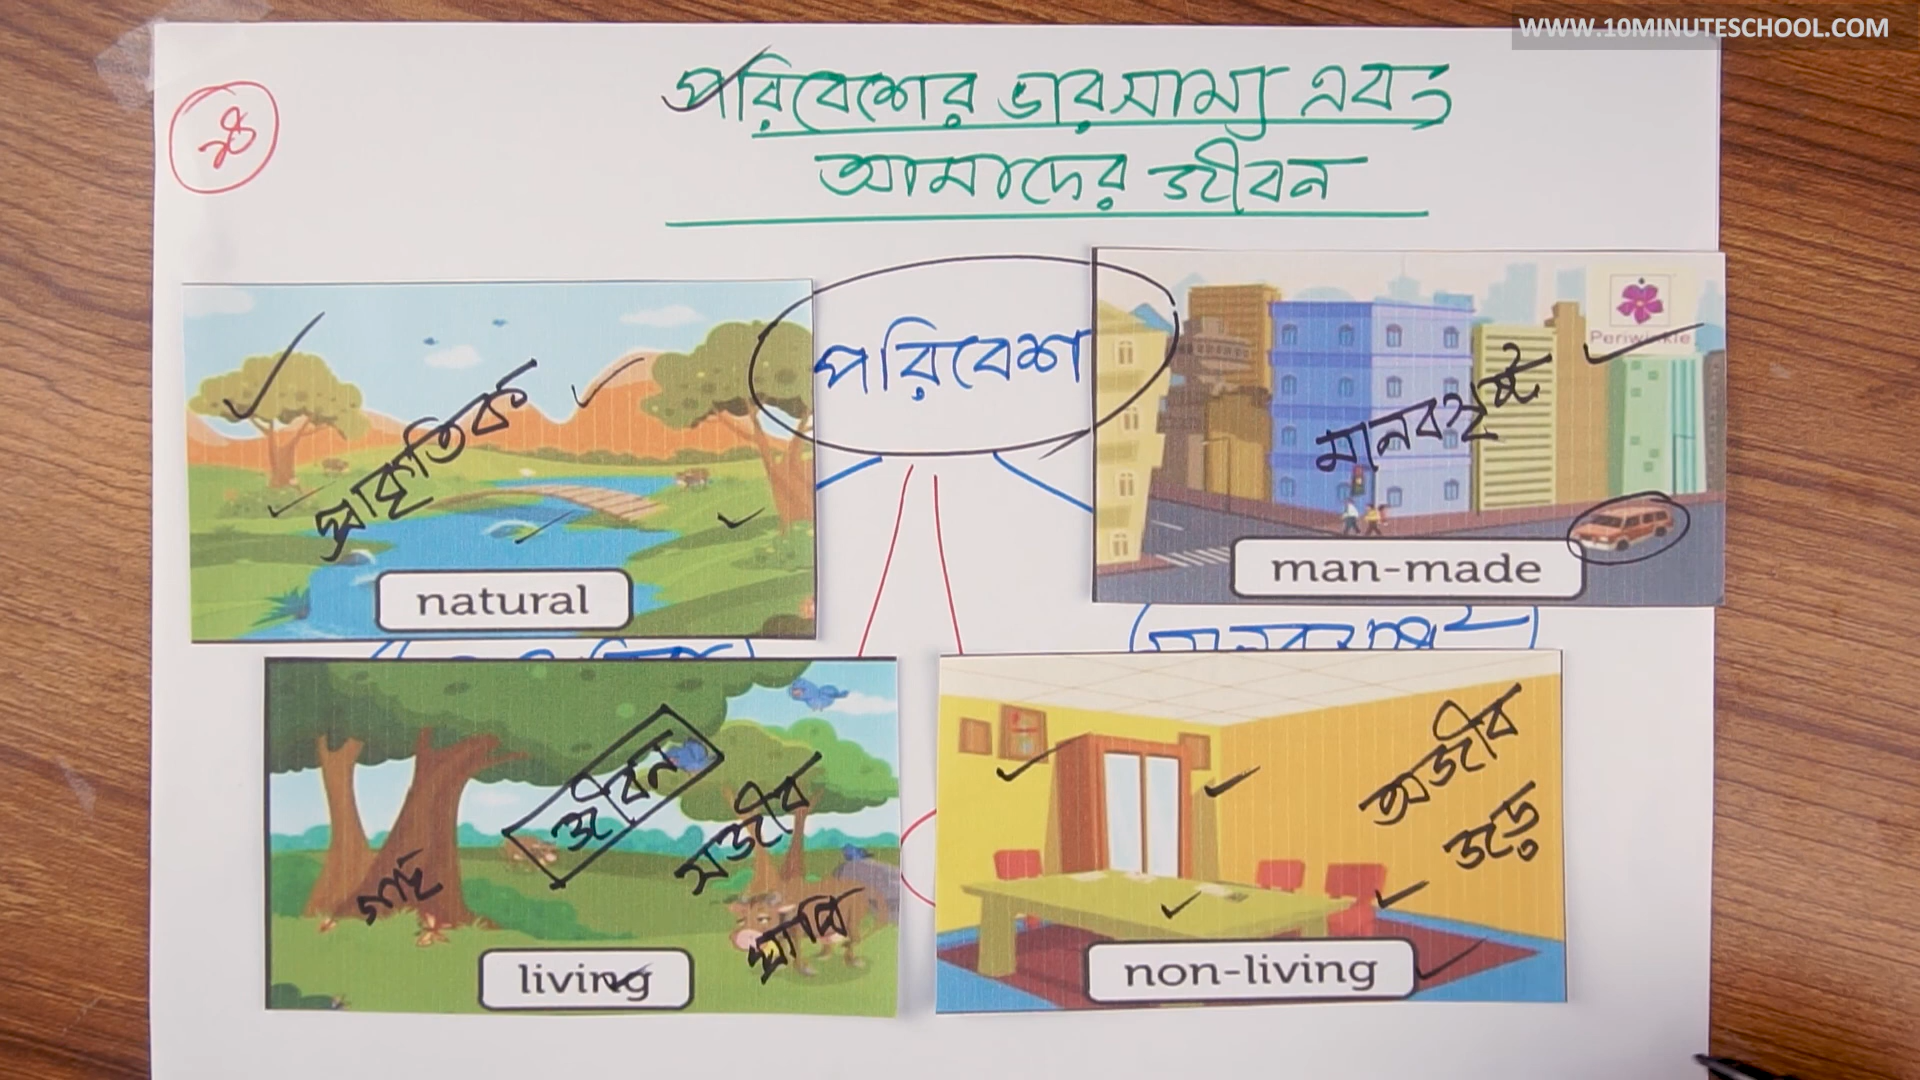 WWW.10MINUTESCHOOL.COM
পরিবেশের ভারসাম্য এবং
আমাদের জীবন
পরিবেশ
Periwinkle
প্রাকৃতিক
মানবসৃষ্ট
natural
man-made
জীবন
সজীব
গাছ
প্রাণি
living
অজীব
জড়
non-living